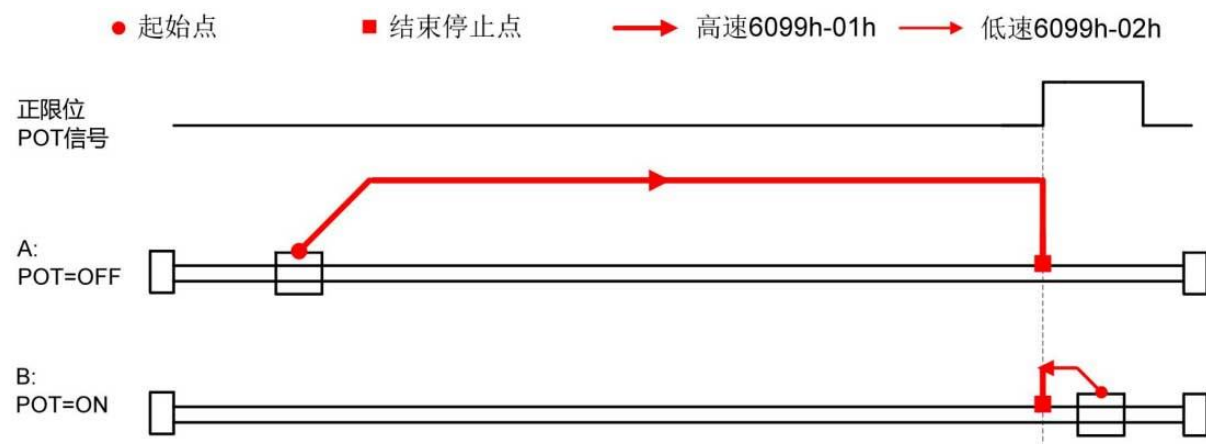 起始点 结束停止点 高速6099h-01h 低速6099h-02h
正限位
POT信号
A:
POT=OFF
B:
POT=ON